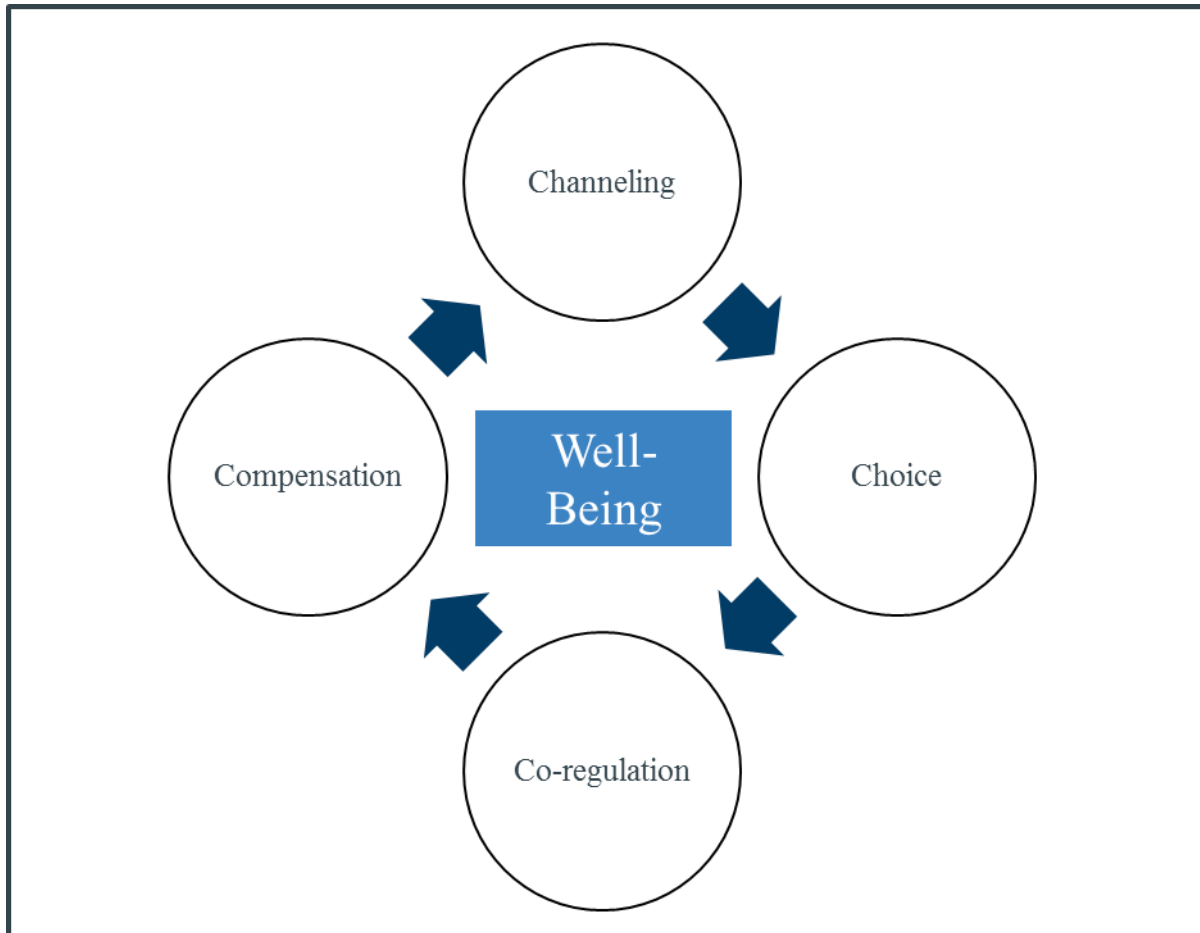 Channeling
Compensation
Well-
Being
Choice
Co-regulation